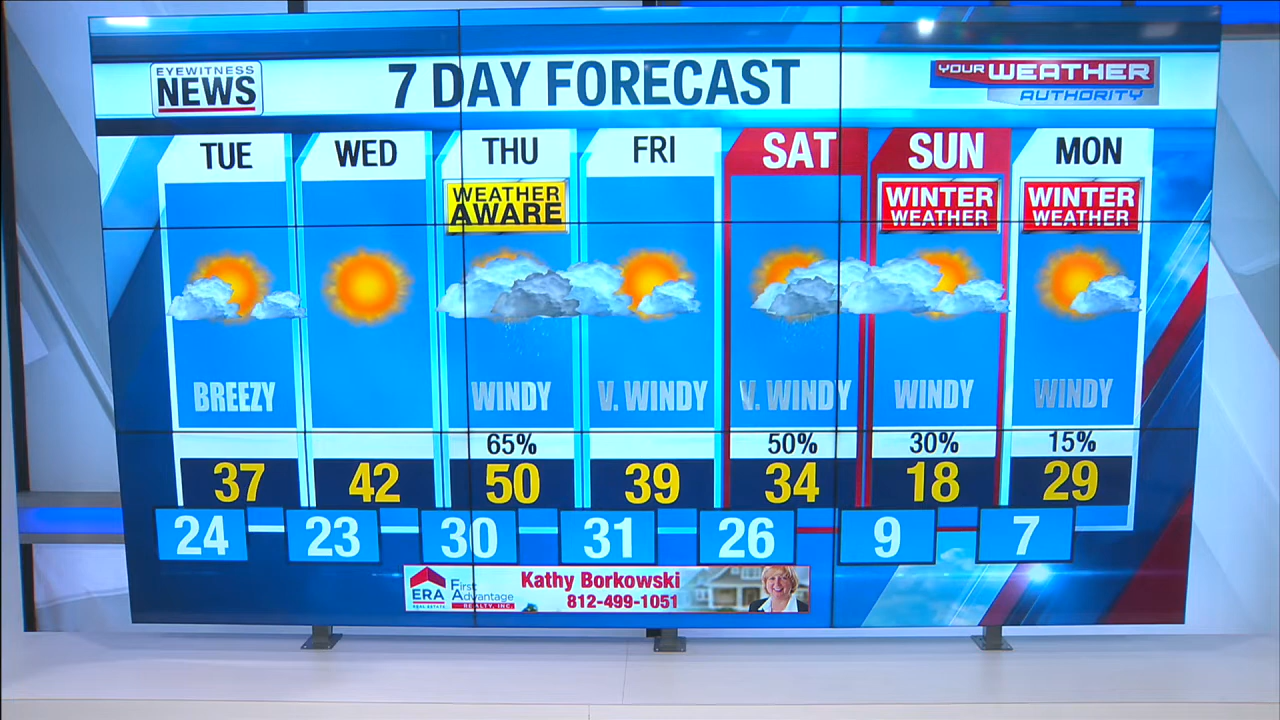 EYEWITNESS
NEWS
7 DAY FORECAST
YOUR WEATHER
AUTHORITY
TUE
WED
THU
FRI
SAT
SUN
MON
WEATHER
AWARE
WINTER
WEATHER
WINTER
WEATHER
BREEZY
WINDY
V. WINDY
V. WINDY
WINDY
WINDY
65%
50%
30%
15%
37
42
50
39
34
18
29
24
23
30
31
26
9
7
ERA
REAL ESTATE
First
Advantage
REALTY, INC.
Kathy Borkowski
812-499-1051